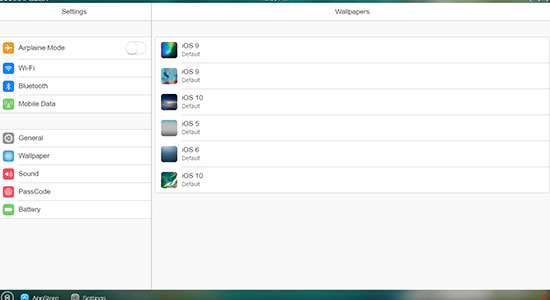 Settings
Wallpapers
Airplaine Mode
Wi-Fi
Bluetooth
Mobile Data
General
Wallpaper
Sound
PassCode
Battery
iOS 9
Default
iOS 9
Default
iOS 10
Default
iOS 5
Default
iOS 6
Default
iOS 10
Default
AppStore
Settings